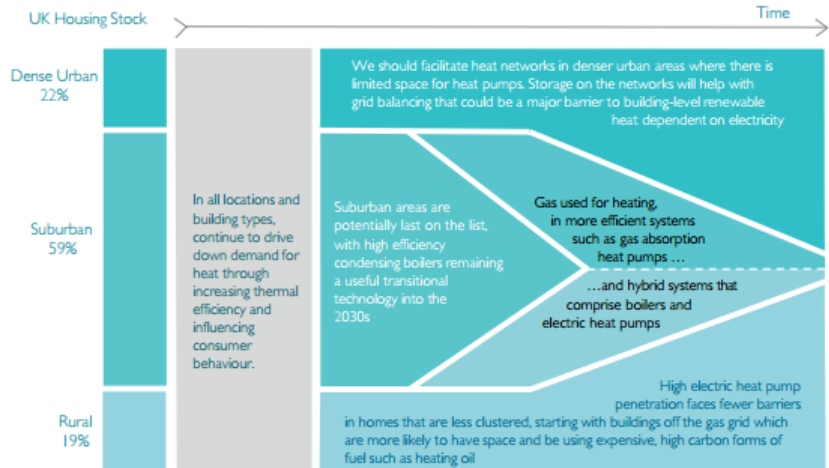 UK Housing Stock
Time
Dense Urban
22%
We should facilitate heat networks in denser urban areas where there is
limited space for heat pumps. Storage on the networks will help with
grid balancing that could be a major barrier to building-level renewable
heat dependent on electricity
Suburban
59%
In all locations and
building types,
continue to drive
down demand for
heat through
increasing thermal
efficiency and
influencing
consumer
behaviour.
Suburban areas are
potentially last on the list,
with high efficiency
condensing boilers remaining
a useful transitional
technology into the
2030s
Gas used for heating,
in more efficient systems
such as gas absorption
heat pumps ...
...and hybrid systems that
comprise boilers and
electric heat pumps
Rural
19%
High electric heat pump
penetration faces fewer barriers
in homes that are less clustered, starting with buildings off the gas grid which
are more likely to have space and be using expensive, high carbon forms of
fuel such as heating oil